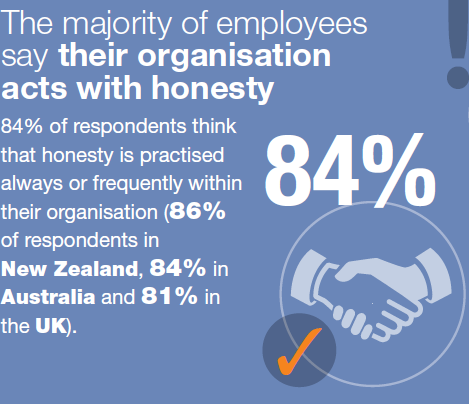 The majority of employees
say their organisation
acts with honesty
84% of respondents think
that honesty is practised
always or frequently within
their organisation (86%
of respondents in
New Zealand, 84% in
Australia and 81% in
the UK).
84%
!